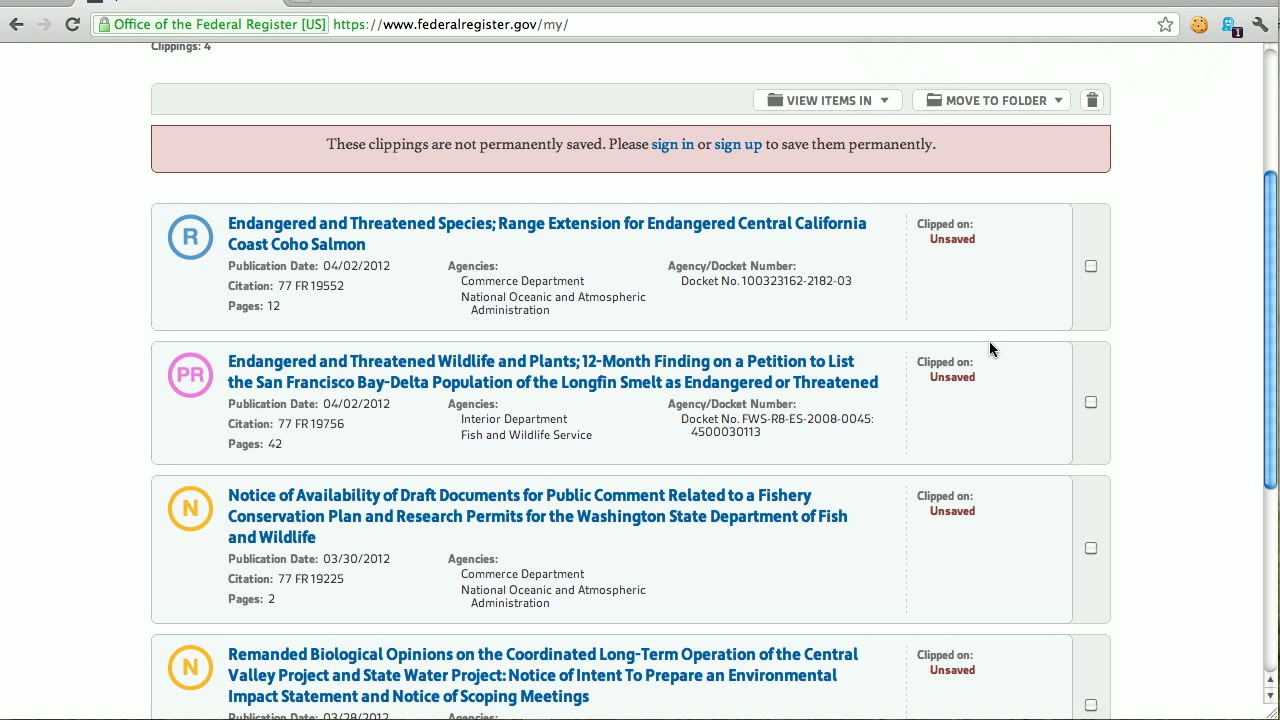 Office of the Federal Register [US] https://www.federalregister.gov/my/
1
Clippings: 4
VIEW ITEMS IN
MOVE TO FOLDER
These clippings are not permanently saved. Please sign in or sign up to save them permanently.
R
Endangered and Threatened Species; Range Extension for Endangered Central California
Coast Coho Salmon
Publication Date: 04/02/2012
Citation: 77 FR 19552
Pages: 12
Agencies:
Commerce Department
National Oceanic and Atmospheric
Administration
Agency/Docket Number:
Docket No. 100323162-2182-03
Clipped on:
Unsaved
PR
Endangered and Threatened Wildlife and Plants; 12-Month Finding on a Petition to List
the San Francisco Bay-Delta Population of the Longfin Smelt as Endangered or Threatened
Publication Date: 04/02/2012
Citation: 77 FR 19756
Pages: 42
Agencies:
Interior Department
Fish and Wildlife Service
Agency/Docket Number:
Docket No. FWS-R8-ES-2008-0045:
4500030113
Clipped on:
Unsaved
N
Notice of Availability of Draft Documents for Public Comment Related to a Fishery
Conservation Plan and Research Permits for the Washington State Department of Fish
and Wildlife
Publication Date: 03/30/2012
Citation: 77 FR 19225
Pages: 2
Agencies:
Commerce Department
National Oceanic and Atmospheric
Administration
Clipped on:
Unsaved
N
Remanded Biological Opinions on the Coordinated Long-Term Operation of the Central
Valley Project and State Water Project: Notice of Intent To Prepare an Environmental
Impact Statement and Notice of Scoping Meetings
Publication Date: 03/28/2012
Agencies:
Clipped on:
Unsaved